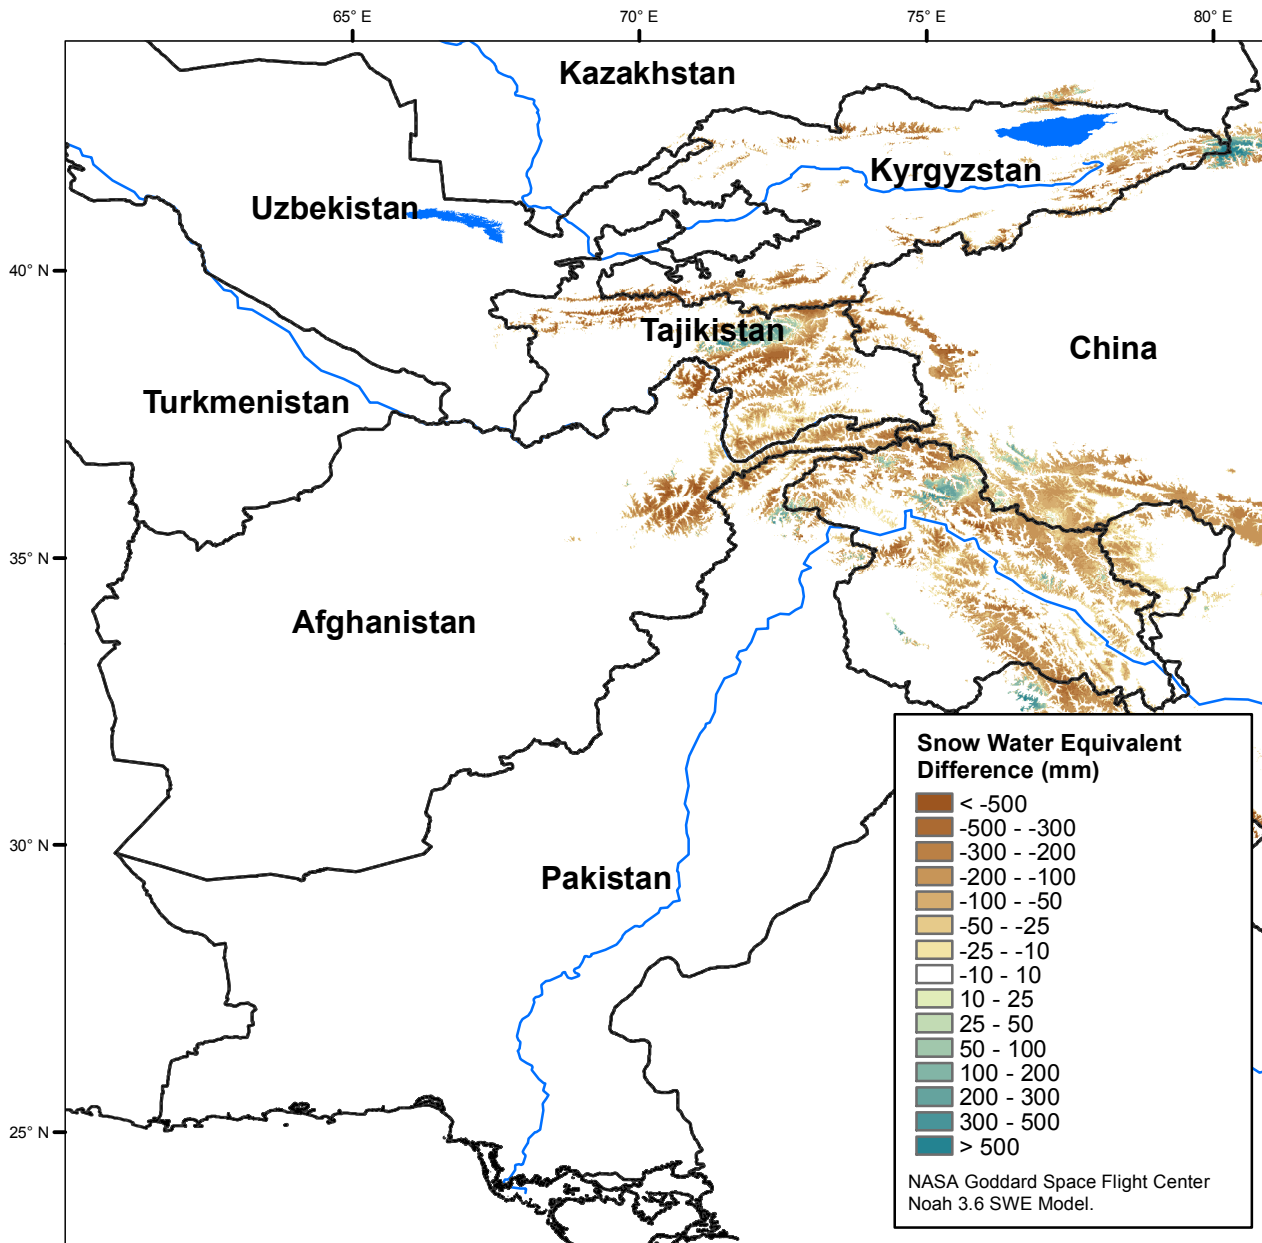 65° E
70° E
75° E
80° E
Kazakhstan
Kyrgyzstan
Uzbekistan
40° N
Tajikistan
China
Turkmenistan
35° N
Afghanistan
30° N
Pakistan
25° N
Snow Water Equivalent
Difference (mm)
< -500
-500 - -300
-300 - -200
-200 - -100
-100 - -50
-50 - -25
-25 - -10
-10 - 10
10 - 25
25 - 50
50 - 100
100 - 200
200 - 300
300 - 500
> 500
NASA Goddard Space Flight Center
Noah 3.6 SWE Model.